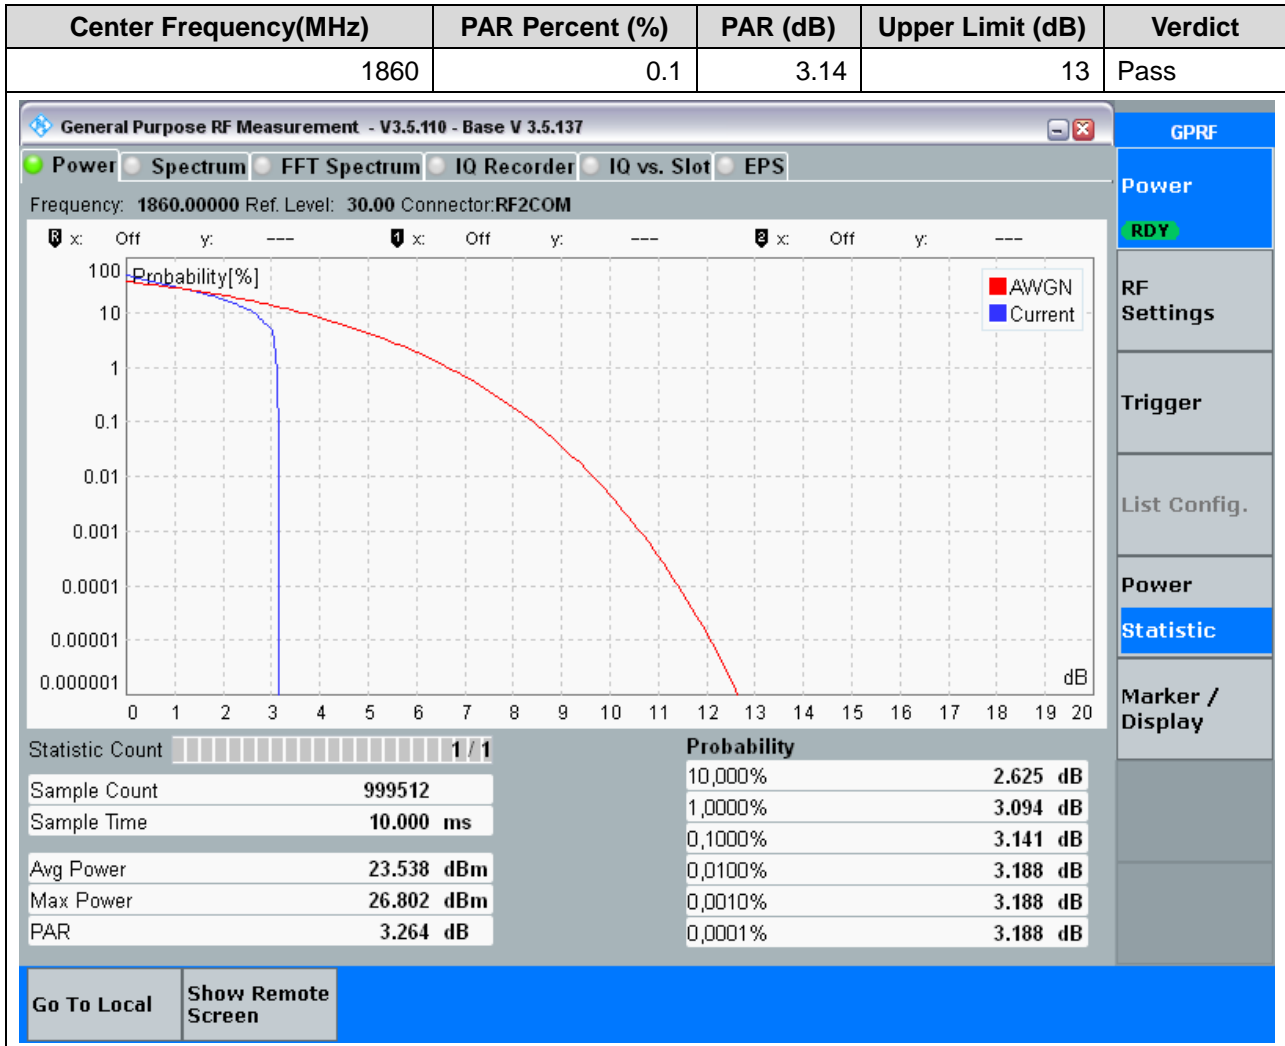 Center Frequency(MHz) PAR Percent (%) PAR (dB) Upper Limit (dB) Verdict
1860 0.1 3.14 13 Pass
General Purpose RF Measurement - V3.5.110 - Base V 3.5.137
GPRF
Power Spectrum FFT Spectrum IQ Recorder IQ vs. Slot EPS
Power
RDY
Frequency: 1860.00000 Ref. Level: 30.00 Connector:RF2COM
R x: Off y: --- 1 x: Off y: --- 2 x: Off y: ---
Probability[%]
AWGN
Current
100
10
1
0.1
0.01
0.001
0.0001
0.00001
0.000001
dB
0 1 2 3 4 5 6 7 8 9 10 11 12 13 14 15 16 17 18 19 20
RF
Settings
Trigger
List Config.
Power
Statistic
Marker /
Display
Statistic Count 1 / 1
Sample Count 999512
Sample Time 10.000 ms
Avg Power 23.538 dBm
Max Power 26.802 dBm
PAR 3.264 dB
Probability
10,000% 2.625 dB
1,0000% 3.094 dB
0,1000% 3.141 dB
0,0100% 3.188 dB
0,0010% 3.188 dB
0,0001% 3.188 dB
Go To Local
Show Remote
Screen